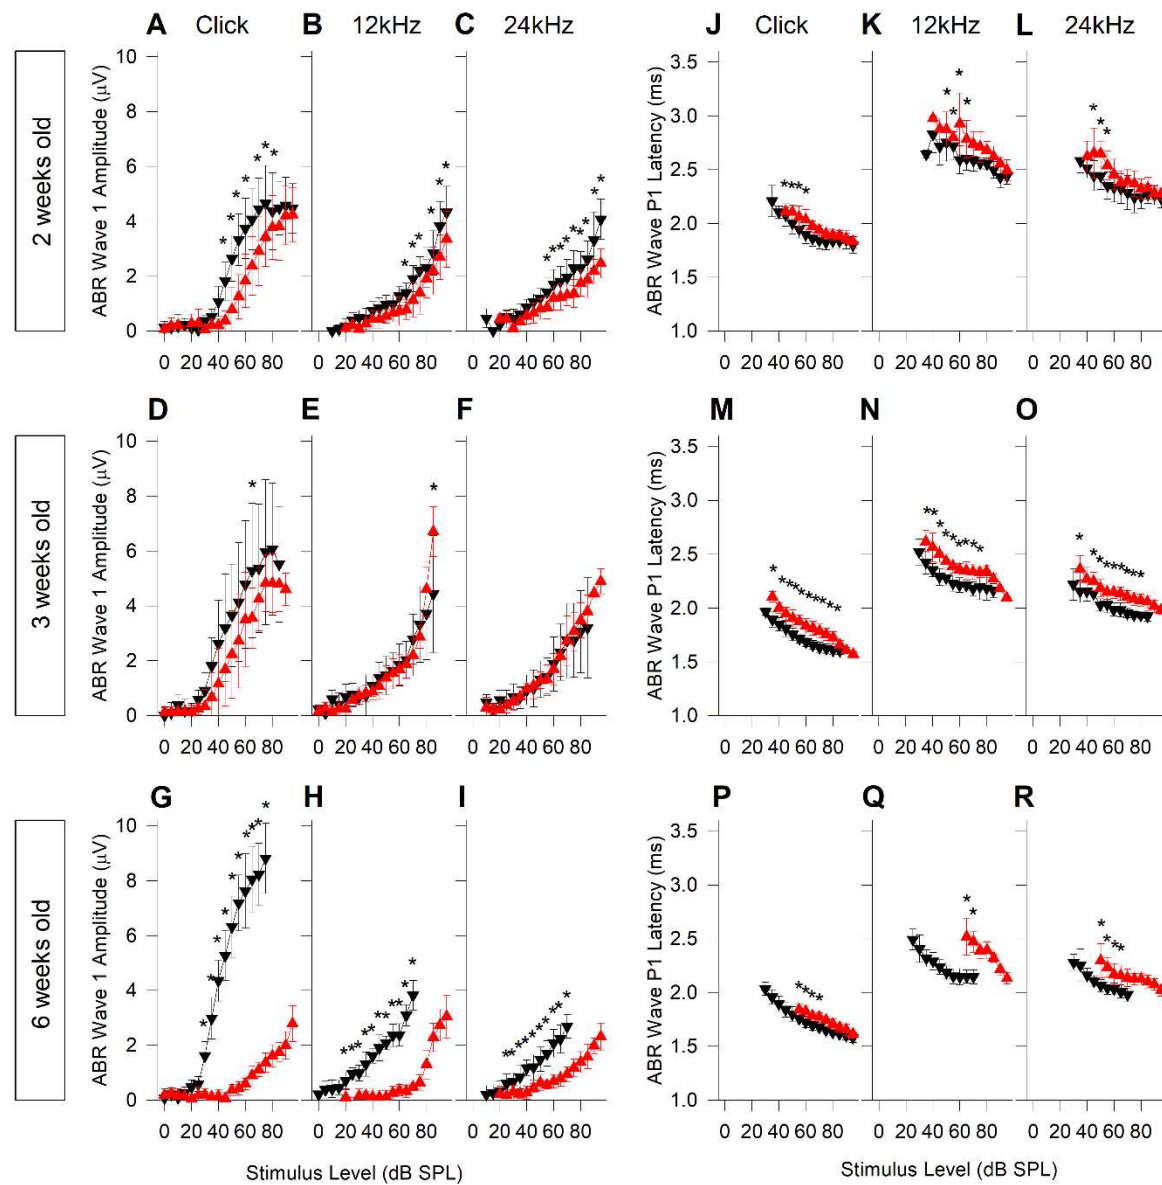 A Click B 12kHz C 24kHz J Click K 12kHz L 24kHz
2 weeks old
ABR Wave 1 Amplitude (µV)
10
8
6
4
2
0
0 20 40 60 80 0 20 40 60 80 0 20 40 60 80
ABR Wave P1 Latency (ms)
3.5
3.0
2.5
2.0
1.5
1.0
0 20 40 60 80 0 20 40 60 80 0 20 40 60 80
D E F M N O
3 weeks old
ABR Wave 1 Amplitude (µV)
10
8
6
4
2
0
0 20 40 60 80 0 20 40 60 80 0 20 40 60 80
ABR Wave P1 Latency (ms)
3.5
3.0
2.5
2.0
1.5
1.0
0 20 40 60 80 0 20 40 60 80 0 20 40 60 80
G H I P Q R
6 weeks old
ABR Wave 1 Amplitude (µV)
10
8
6
4
2
0
0 20 40 60 80 0 20 40 60 80 0 20 40 60 80
Stimulus Level (dB SPL)
ABR Wave P1 Latency (ms)
3.5
3.0
2.5
2.0
1.5
1.0
0 20 40 60 80 0 20 40 60 80 0 20 40 60 80
Stimulus Level (dB SPL)